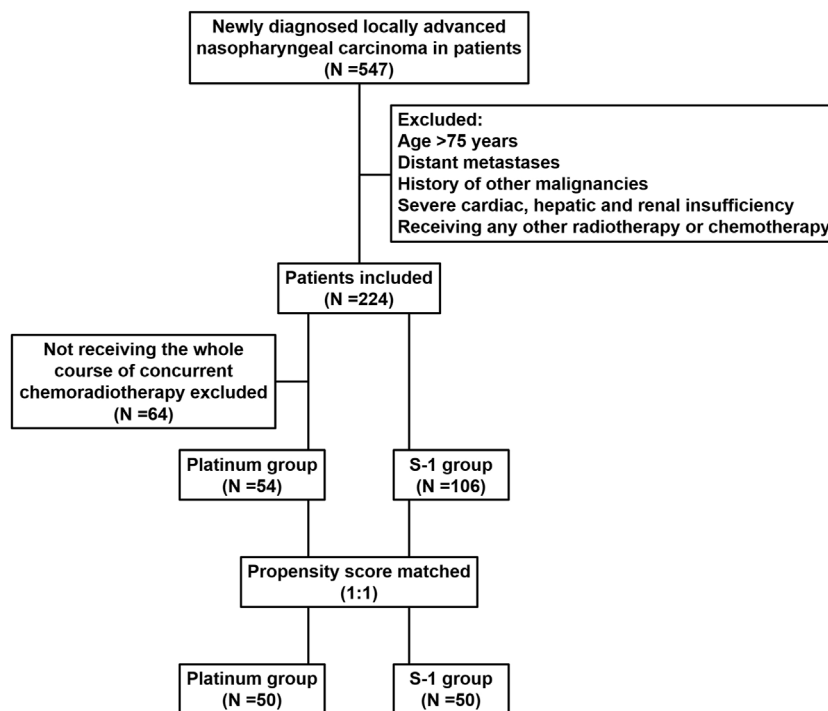 Newly diagnosed locally advanced
nasopharyngeal carcinoma in patients
(N =547)
Excluded:
Age >75 years
Distant metastases
History of other malignancies
Severe cardiac, hepatic and renal insufficiency
Receiving any other radiotherapy or chemotherapy
Patients included
(N =224)
Not receiving the whole
course of concurrent
chemoradiotherapy excluded
(N =64)
Platinum group
(N =54)
S-1 group
(N =106)
Propensity score matched
(1:1)
Platinum group
(N =50)
S-1 group
(N =50)